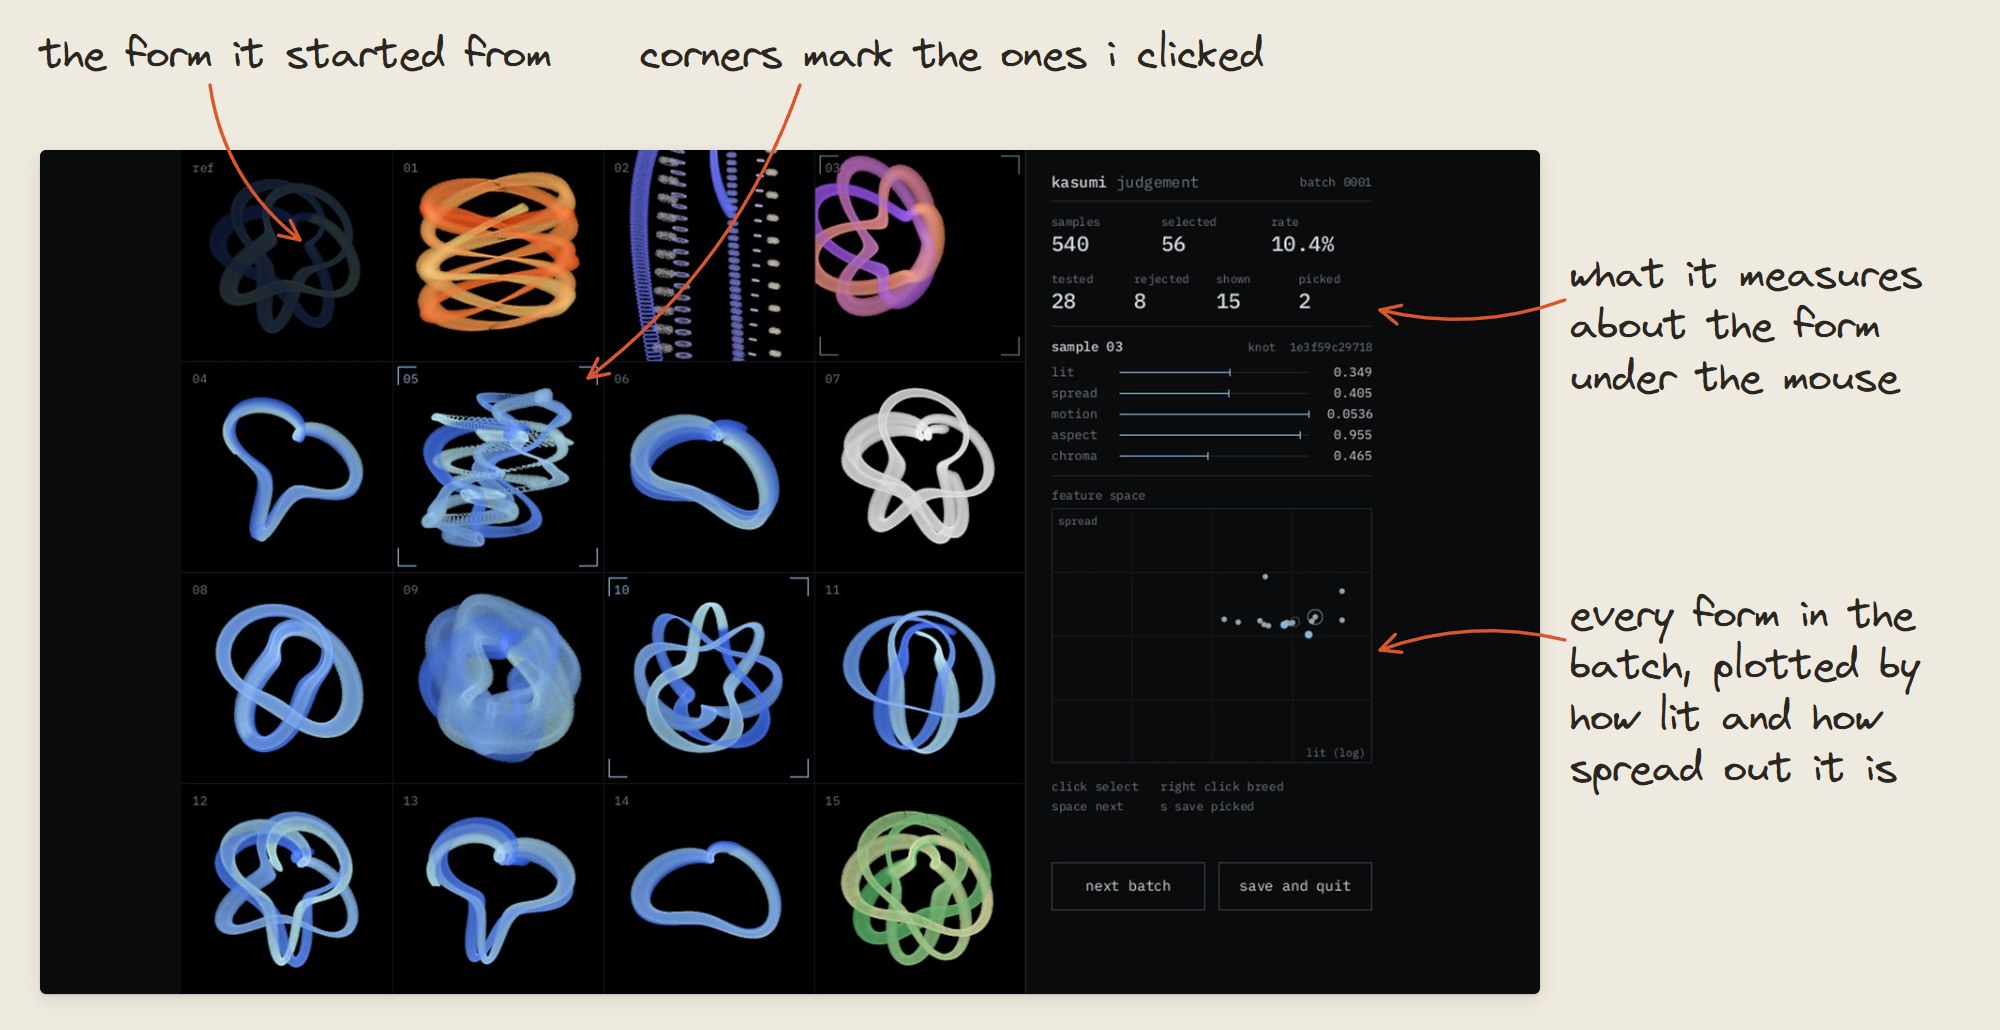 the form it started from
corners mark the ones i clicked
ref
01
02
03
04
05
06
07
08
09
10
11
12
13
14
15
kasumi judgement
batch 0001
samples selected rate
540 56 10.4%
tested rejected shown picked
28 8 15 2
sample 03
knot 1e3f59c29718
lit 0.349
spread 0.405
motion 0.0536
aspect 0.955
chroma 0.465
feature space
spread
lit (log)
click select right click breed
space next s save picked
next batch
save and quit
what it measures
about the form
under the mouse
every form in the
batch, plotted by
how lit and how
spread out it is